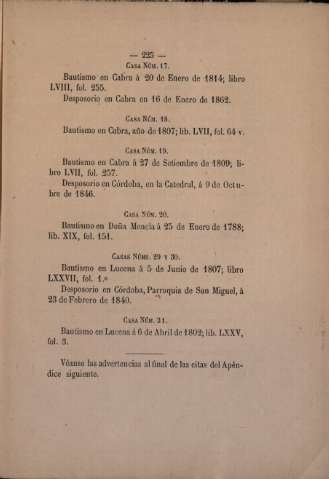 — 225 —
CASA NÚM. 17.
Bautismo en Cabra á 20 de Enero de 1814; libro
LVIII, fol. 255.
Desposorio en Cabra en 16 de Enero de 1862.
CASA NÚM. 18.
Bautismo en Cabra, año de 1807; lib. LVII, fol. 64 v.
CASA NÚM. 19.
Bautismo en Cabra á 27 de Setiembre de 1809; li-
bro LVII, fol. 257.
Desposorio en Córdoba, en la Catedral, á 9 de Octu-
bre de 1846.
CASA NÚM. 20.
Bautismo en Doña Mencía á 25 de Enero de 1788;
lib. XIX, fol. 151.
CASAS NÚMS. 29 Y 30.
Bautismo en Lucena á 5 de Junio de 1807; libro
LXXVII, fol. 1.º
Desposorio en Córdoba, Parroquia de San Miguel, á
23 de Febrero de 1840.
CASA NÚM. 31.
Bautismo en Lucena á 6 de Abril de 1802; lib. LXXV,
fol. 3.
Véanse las advertencias al final de las citas del Apén-
dice siguiente.